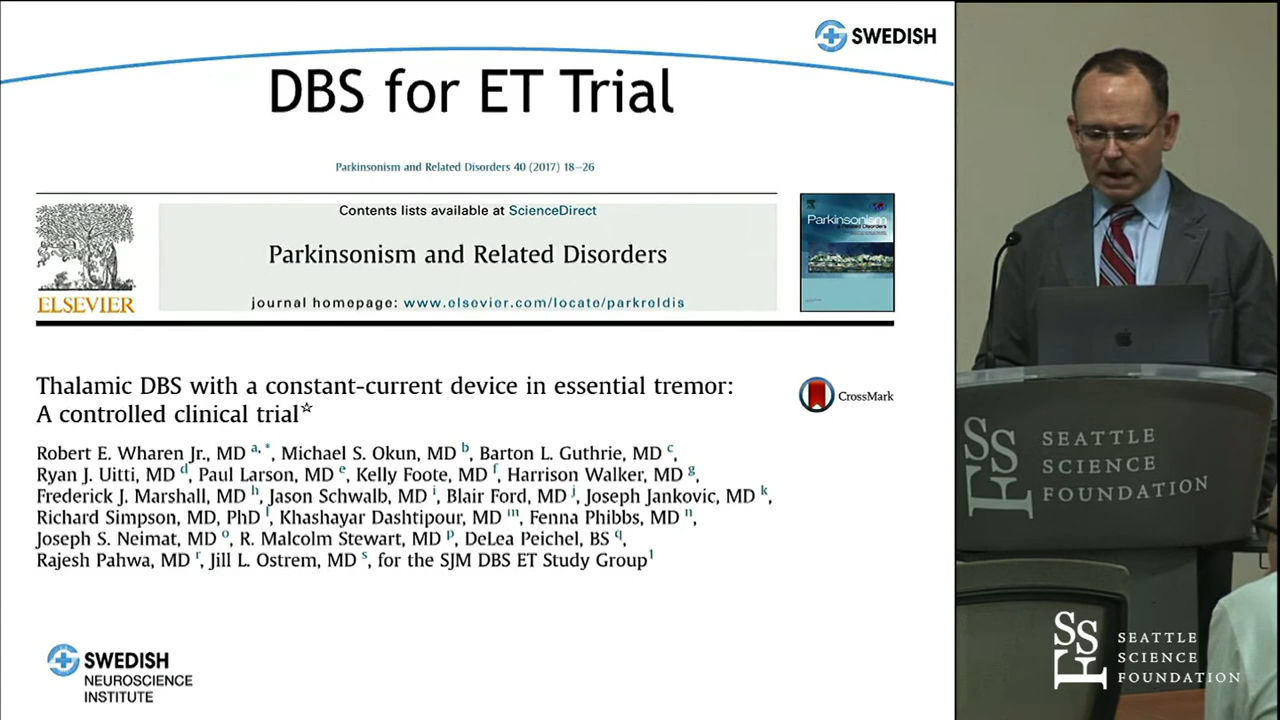 SWEDISH
DBS for ET Trial
Parkinsonism and Related Disorders 40 (2017) 18–26
Contents lists available at ScienceDirect
Parkinsonism and Related Disorders
journal homepage: www.elsevier.com/locate/parkreldis
ELSEVIER
Parkinsonism
Thalamic DBS with a constant-current device in essential tremor:
A controlled clinical trial☆
CrossMark
Robert E. Wharen Jr., MD a, *, Michael S. Okun, MD b, Barton L. Guthrie, MD c,
Ryan J. Uitti, MD d, Paul Larson, MD e, Kelly Foote, MD f, Harrison Walker, MD g,
Frederick J. Marshall, MD h, Jason Schwalb, MD i, Blair Ford, MD j, Joseph Jankovic, MD k,
Richard Simpson, MD, PhD l, Khashayar Dashtipour, MD m, Fenna Phibbs, MD n,
Joseph S. Neimat, MD o, R. Malcolm Stewart, MD p, DeLea Peichel, BS q,
Rajesh Pahwa, MD r, Jill L. Ostrem, MD s, for the SJM DBS ET Study Group1
SWEDISH
NEUROSCIENCE
INSTITUTE
SSF
SEATTLE
SCIENCE
FOUNDATION
SSF
SEATTLE
SCIENCE
FOUNDATION